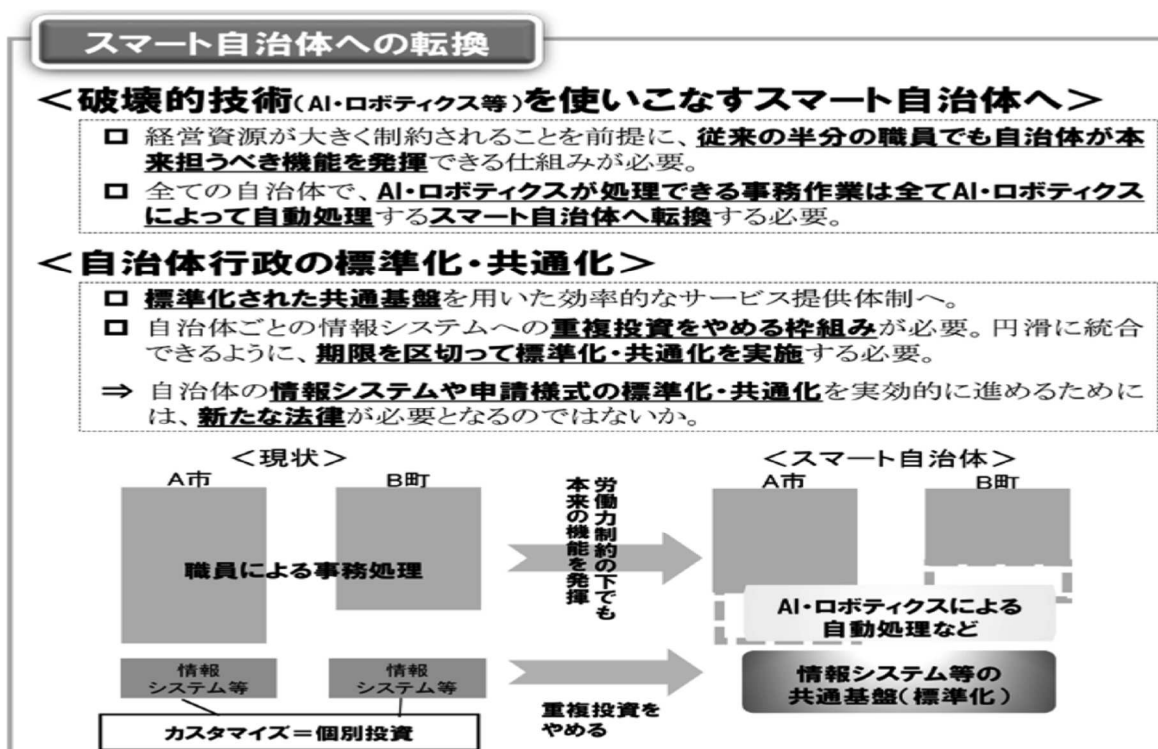 スマート自治体への転換
＜破壊的技術（AI・ロボティクス等）を使いこなすスマート自治体へ＞
□ 経営資源が大きく制約されることを前提に、従来の半分の職員でも自治体が本
来担うべき機能を発揮できる仕組みが必要。
□ 全ての自治体で、AI・ロボティクスが処理できる事務作業は全てAI・ロボティクス
によって自動処理するスマート自治体へ転換する必要。
＜自治体行政の標準化・共通化＞
□ 標準化された共通基盤を用いた効率的なサービス提供体制へ。
□ 自治体ごとの情報システムへの重複投資をやめる枠組みが必要。円滑に統合
できるように、期限を区切って標準化・共通化を実施する必要。
⇒ 自治体の情報システムや申請様式の標準化・共通化を実効的に進めるために
は、新たな法律が必要となるのではないか。
＜現状＞
A市
B町
職員による事務処理
情報
システム等
情報
システム等
カスタマイズ＝個別投資
労働力制約の下でも
本来の機能を発揮
重複投資を
やめる
＜スマート自治体＞
A市
B町
AI・ロボティクスによる
自動処理など
情報システム等の
共通基盤（標準化）